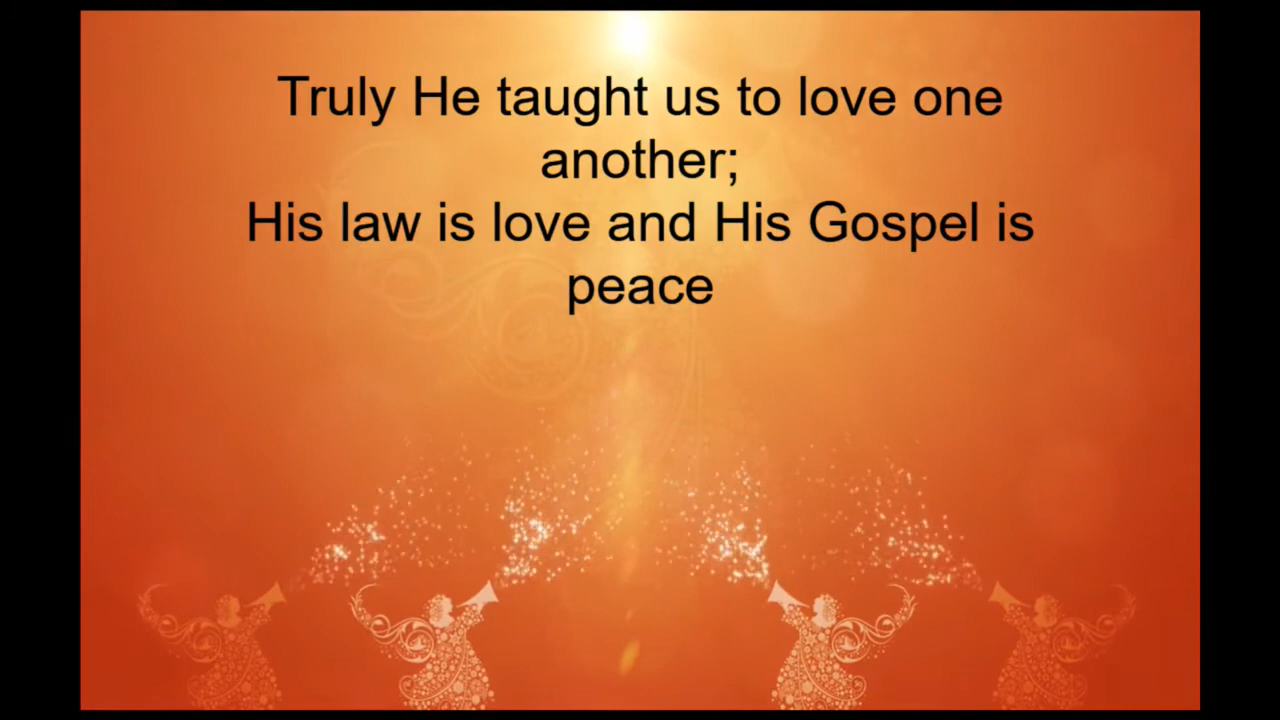 Truly He taught us to love one
another;
His law is love and His Gospel is
peace